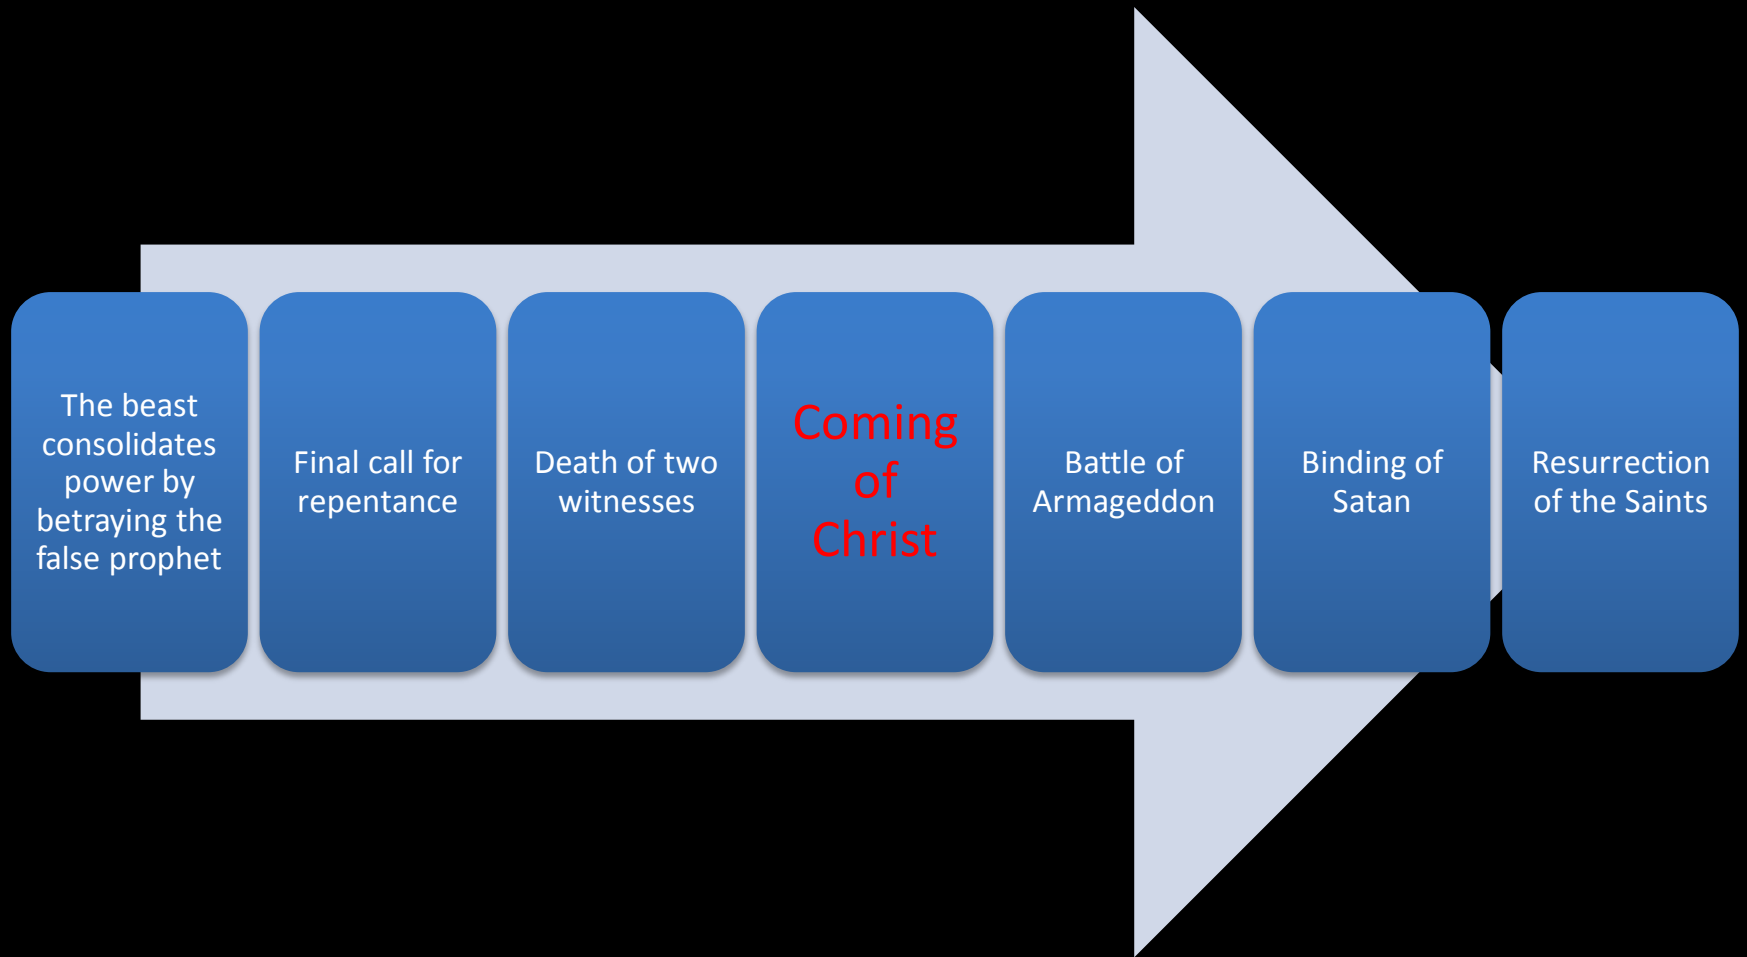 The beast
consolidates
power by
betraying the
false prophet
Final call for
repentance
Death of two
witnesses
Coming
of
Christ
Battle of
Armageddon
Binding of
Satan
Resurrection
of the Saints